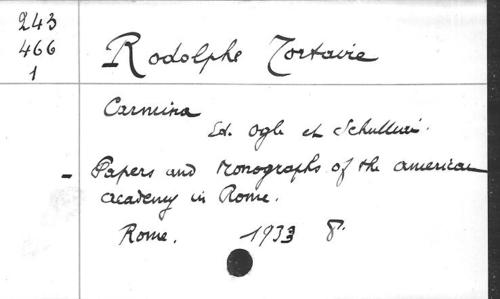 243
466
1
Rodolphe Tortavie
Carmina
Ed. Ogle et Schullian.
- Papers and Monographs of the American
Academy in Rome.
Rome. 1933 8°.